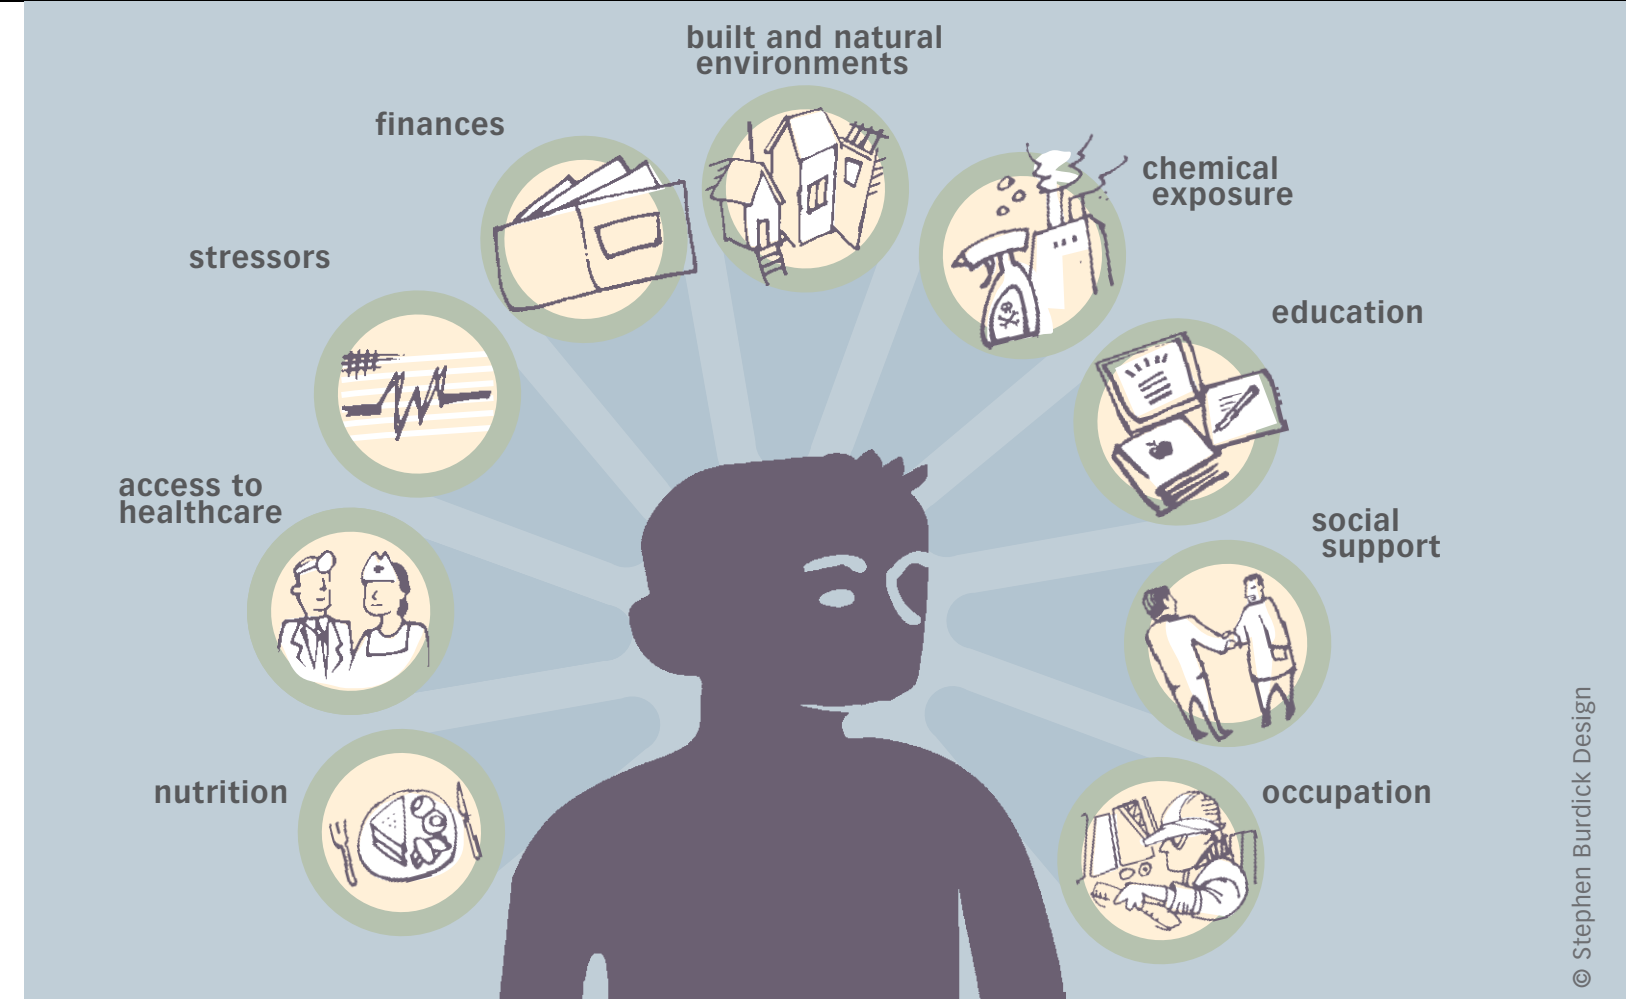 built and natural
environments
finances
chemical
exposure
stressors
education
access to
healthcare
social
support
nutrition
occupation
© Stephen Burdick Design